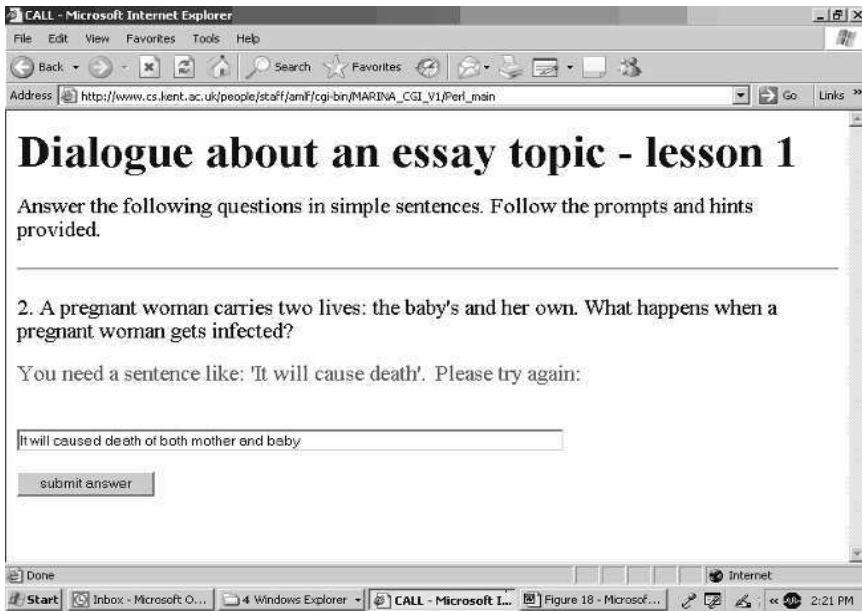 CALL - Microsoft Internet Explorer
File Edit View Favorites Tools Help
Back Search Favorites
Address http://www.cs.kent.ac.uk/people/staff/amlf/cgi-bin/MARINA_CGI_V1/Perl_main Go Links »
Dialogue about an essay topic - lesson 1
Answer the following questions in simple sentences. Follow the prompts and hints
provided.
2. A pregnant woman carries two lives: the baby's and her own. What happens when a
pregnant woman gets infected?
You need a sentence like: 'It will cause death'. Please try again:
It will caused death of both mother and baby
submit answer
Done Internet
Start Inbox - Microsoft O... 4 Windows Explorer CALL - Microsoft I... Figure 18 - Microsof... « 2:21 PM